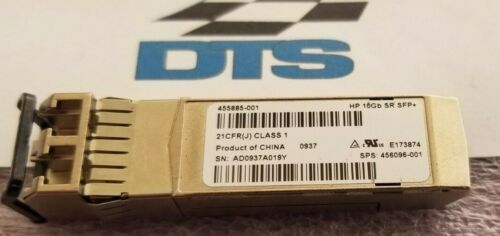 DTS
455885-001 HP 10Gb SR SFP+
21CFR(J) CLASS 1
Product of CHINA 0937 E173874
SN: AD0937A019Y SPS: 456096-001